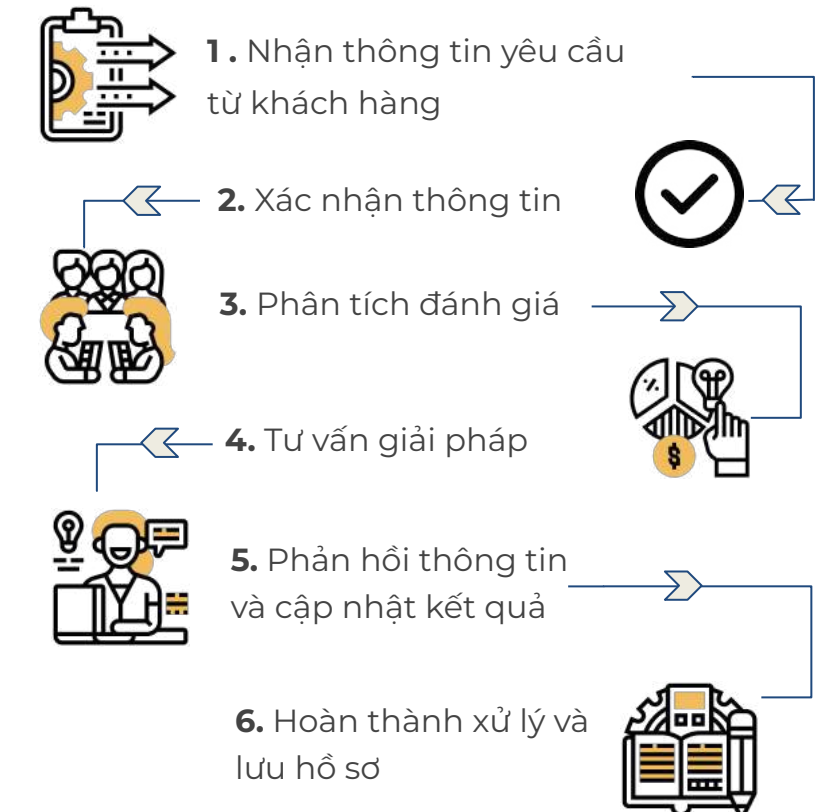 1 . Nhận thông tin yêu cầu
từ khách hàng
2. Xác nhận thông tin
3. Phân tích đánh giá
%
$
4. Tư vấn giải pháp
5. Phản hồi thông tin
và cập nhật kết quả
6. Hoàn thành xử lý và
lưu hồ sơ